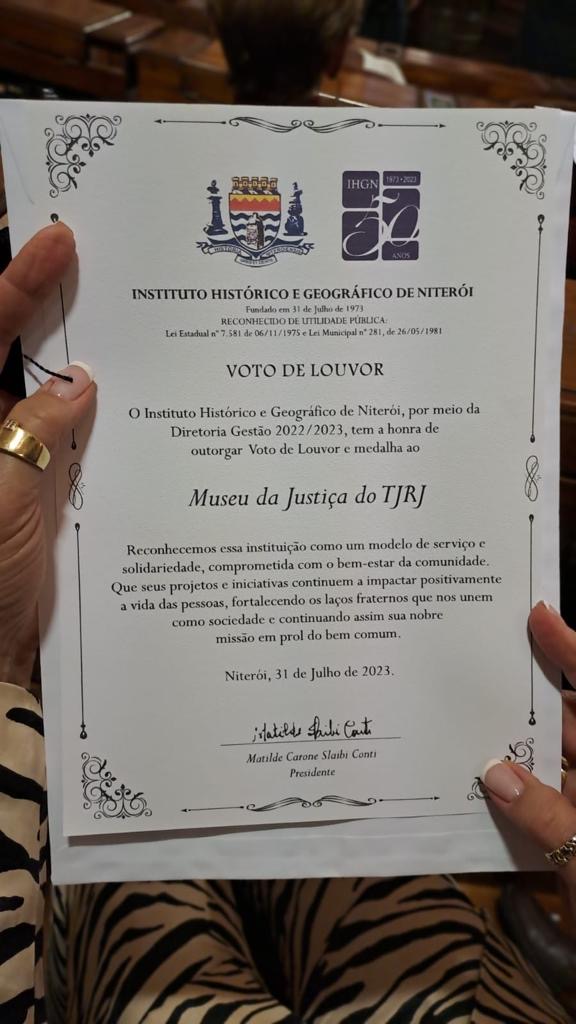 IHGN
1973•2023
50
ANOS
INSTITUTO HISTÓRICO E GEOGRÁFICO DE NITERÓI
Fundado em 31 de Julho de 1973
RECONHECIDO DE UTILIDADE PÚBLICA:
Lei Estadual nº 7.581 de 06/11/1975 e Lei Municipal nº 281, de 26/05/1981
VOTO DE LOUVOR
O Instituto Histórico e Geográfico de Niterói, por meio da
Diretoria Gestão 2022/2023, tem a honra de
outorgar Voto de Louvor e medalha ao
Museu da Justiça do TJRJ
Reconhecemos essa instituição como um modelo de serviço e
solidariedade, comprometida com o bem-estar da comunidade.
Que seus projetos e iniciativas continuem a impactar positivamente
a vida das pessoas, fortalecendo os laços fraternos que nos unem
como sociedade e continuando assim sua nobre
missão em prol do bem comum.
Niterói, 31 de Julho de 2023.
Matilde Slaibi Conti
Matilde Carone Slaibi Conti
Presidente